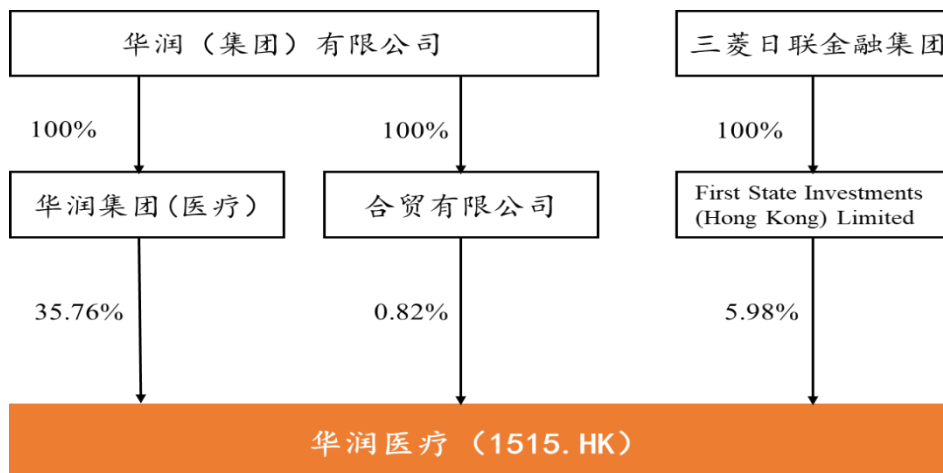 华润（集团）有限公司
三菱日联金融集团
100%
100%
100%
华润集团(医疗)
合贸有限公司
First State Investments
(Hong Kong) Limited
35.76%
0.82%
5.98%
华润医疗（1515.HK）